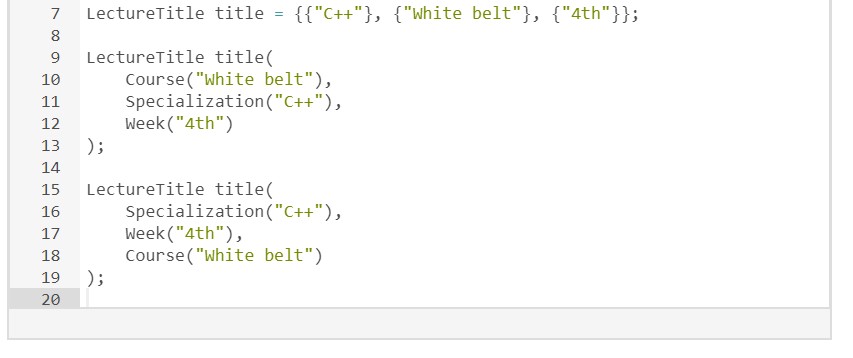 7 LectureTitle title = {{"C++"}, {"White belt"}, {"4th"}};
8
9 LectureTitle title(
10     Course("White belt"),
11     Specialization("C++"),
12     Week("4th")
13 );
14
15 LectureTitle title(
16     Specialization("C++"),
17     Week("4th"),
18     Course("White belt")
19 );
20